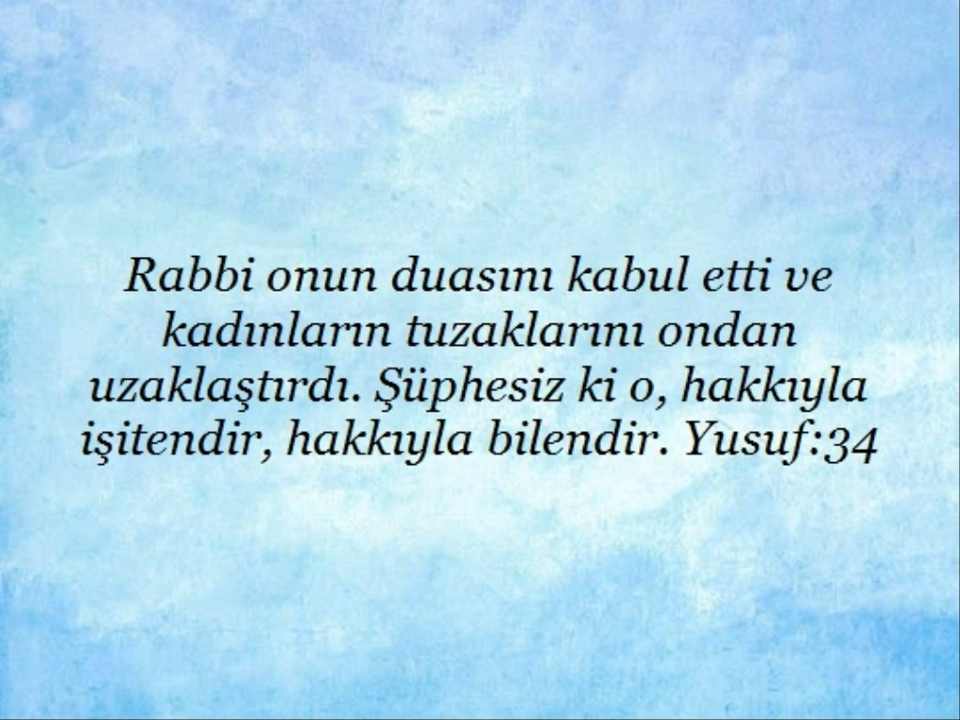 Rabbi onun duasını kabul etti ve
kadınların tuzaklarını ondan
uzaklaştırdı. Şüphesiz ki o, hakkıyla
işitendir, hakkıyla bilendir. Yusuf:34